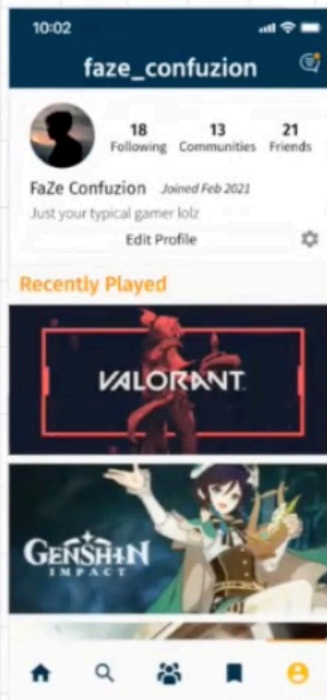 10:02
faze_confuzion
18 13 21
Following Communities Friends
FaZe Confuzion Joined Feb 2021
Just your typical gamer lolz
Edit Profile
Recently Played
VALORANT
GENSHIN
IMPACT